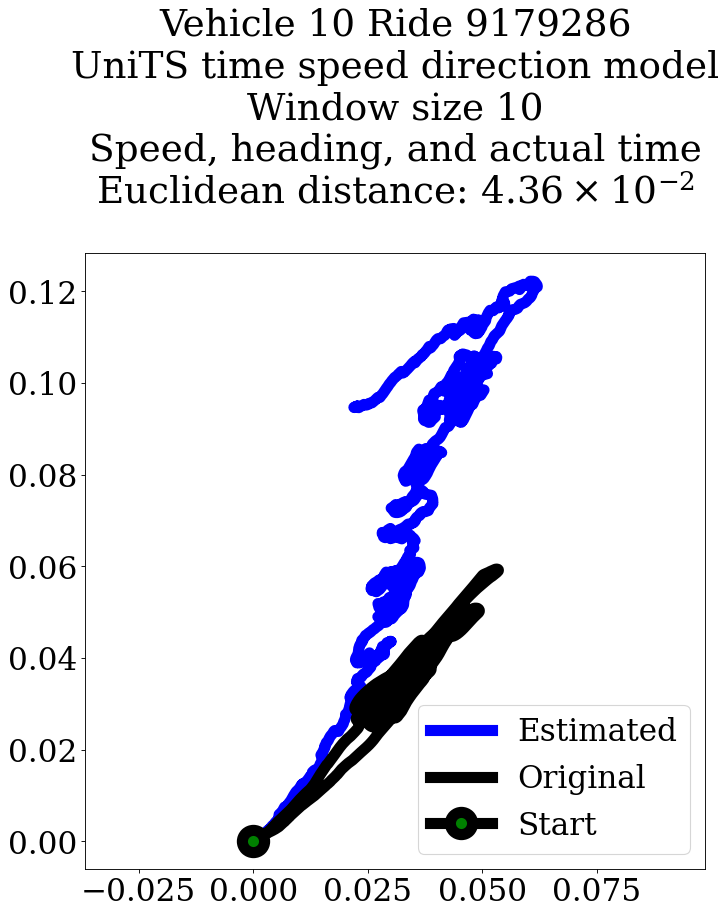 Vehicle 10 Ride 9179286
UniTS time speed direction model
Window size 10
Speed, heading, and actual time
Euclidean distance: 4.36 × 10⁻²
0.12
0.10
0.08
0.06
0.04
0.02
0.00
Estimated
Original
Start
−0.025 0.000 0.025 0.050 0.075